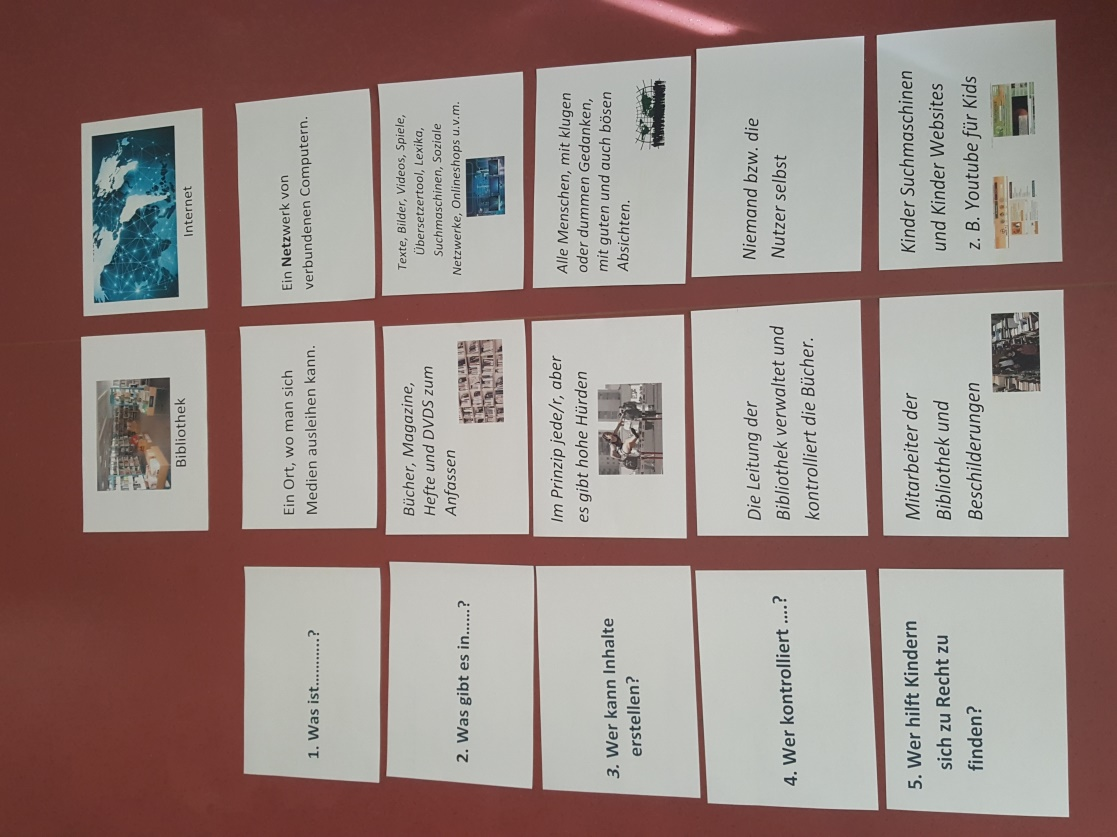 Bibliothek
Internet
1. Was ist...........?
Ein Ort, wo man sich
Medien ausleihen kann.
Ein Netzwerk von
verbundenen Computern.
2. Was gibt es in......?
Bücher, Magazine,
Hefte und DVDS zum
Anfassen
Texte, Bilder, Videos, Spiele,
Übersetzertool, Lexika,
Suchmaschinen, Soziale
Netzwerke, Onlineshops u.v.m.
3. Wer kann Inhalte
erstellen?
Im Prinzip jede/r, aber
es gibt hohe Hürden
Alle Menschen, mit klugen
oder dummen Gedanken,
mit guten und auch bösen
Absichten.
4. Wer kontrolliert ....?
Die Leitung der
Bibliothek verwaltet und
kontrolliert die Bücher.
Niemand bzw. die
Nutzer selbst
5. Wer hilft Kindern
sich zu Recht zu
finden?
Mitarbeiter der
Bibliothek und
Beschilderungen
Kinder Suchmaschinen
und Kinder Websites
z. B. Youtube für Kids